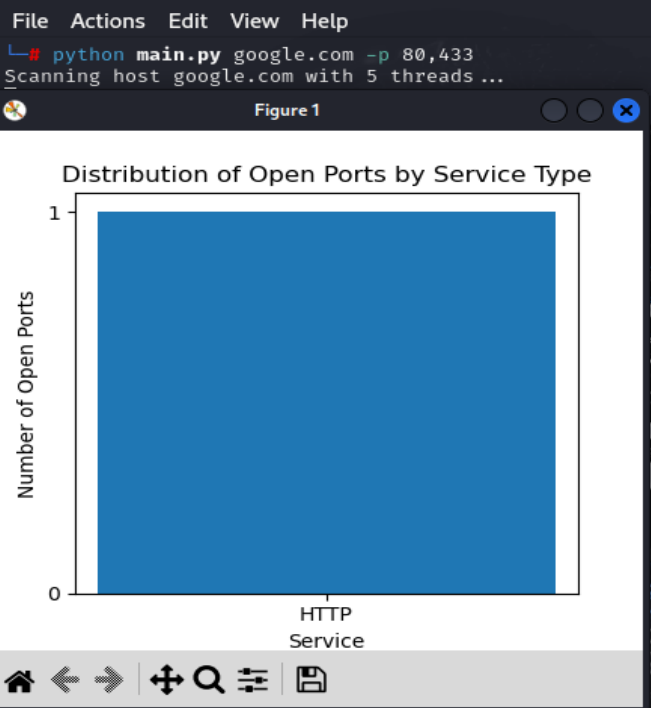 File Actions Edit View Help
└─# python main.py google.com -p 80,433
Scanning host google.com with 5 threads...
Figure 1
Distribution of Open Ports by Service Type
1
Number of Open Ports
0
HTTP
Service